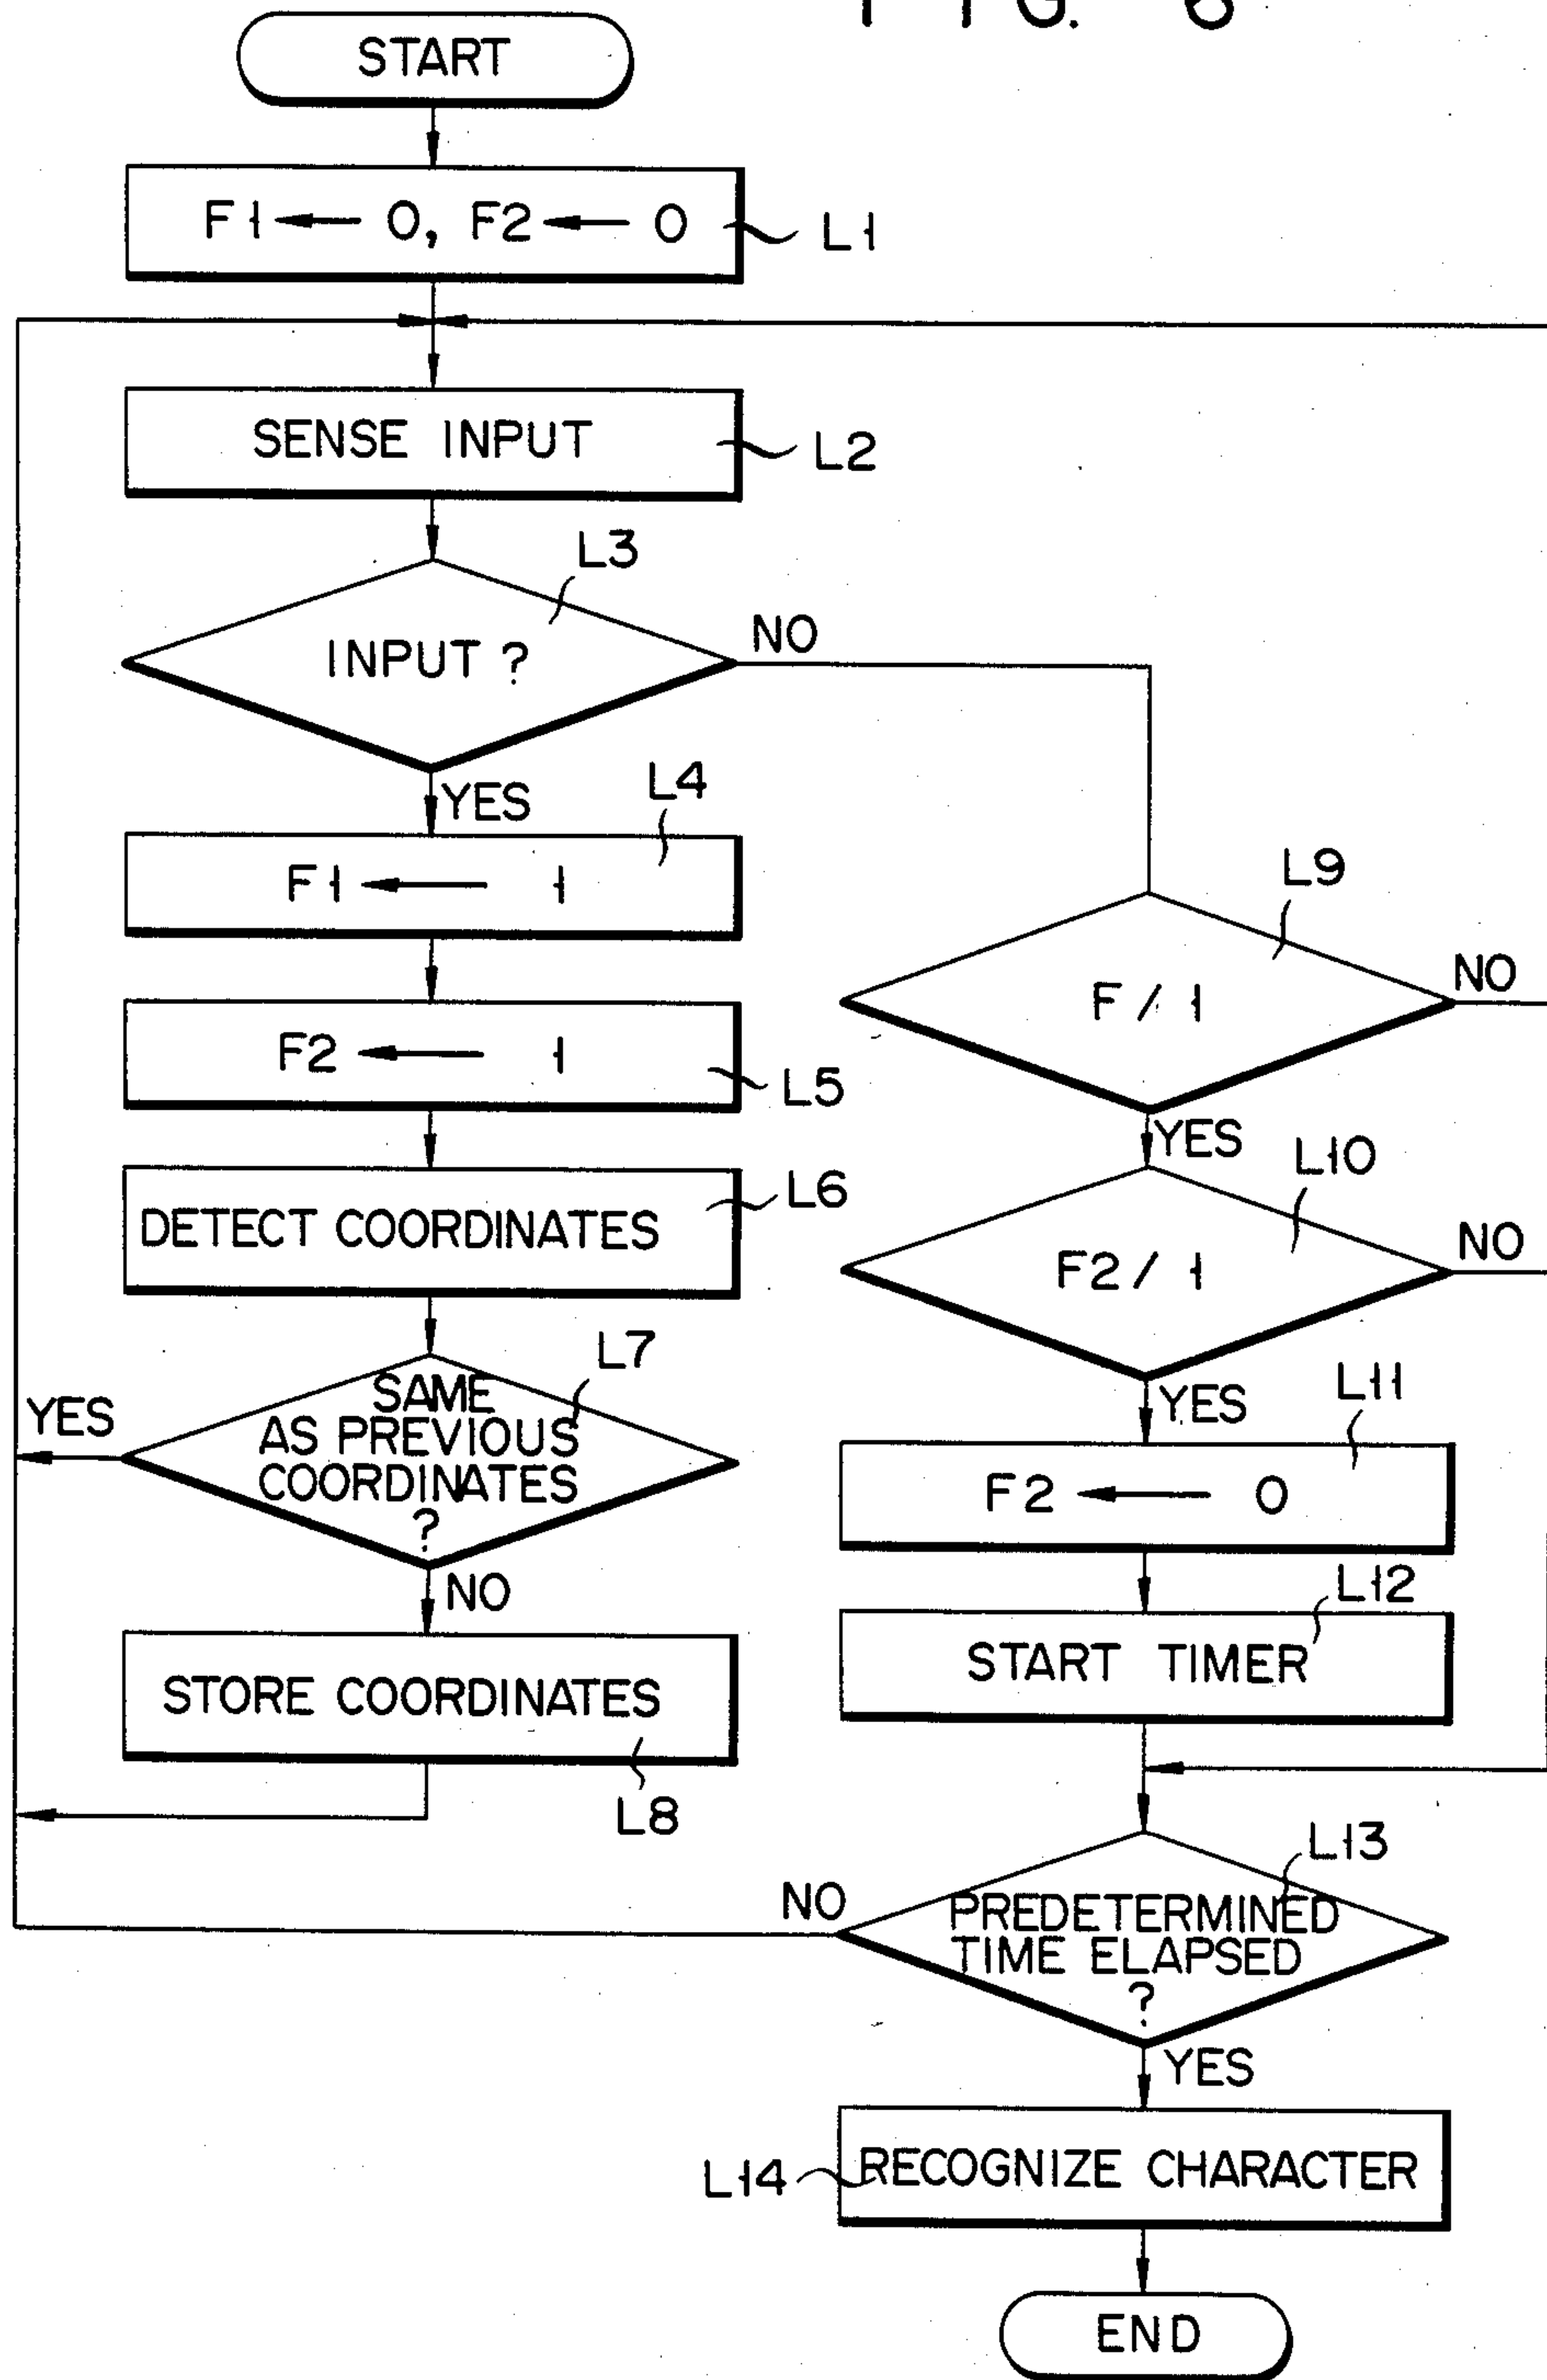 FIG. 6
START
F1 ← 0, F2 ← 0
L1
SENSE INPUT
L2
L3
INPUT ?
NO
YES
L4
F1 ← 1
F2 ← 1
L5
DETECT COORDINATES
L6
L7
SAME
AS PREVIOUS
COORDINATES
?
YES
NO
STORE COORDINATES
L8
L9
F / 1
NO
YES
L10
F2 / 1
NO
YES
L11
F2 ← 0
L12
START TIMER
L13
PREDETERMINED
TIME ELAPSED
?
NO
YES
L14
RECOGNIZE CHARACTER
END